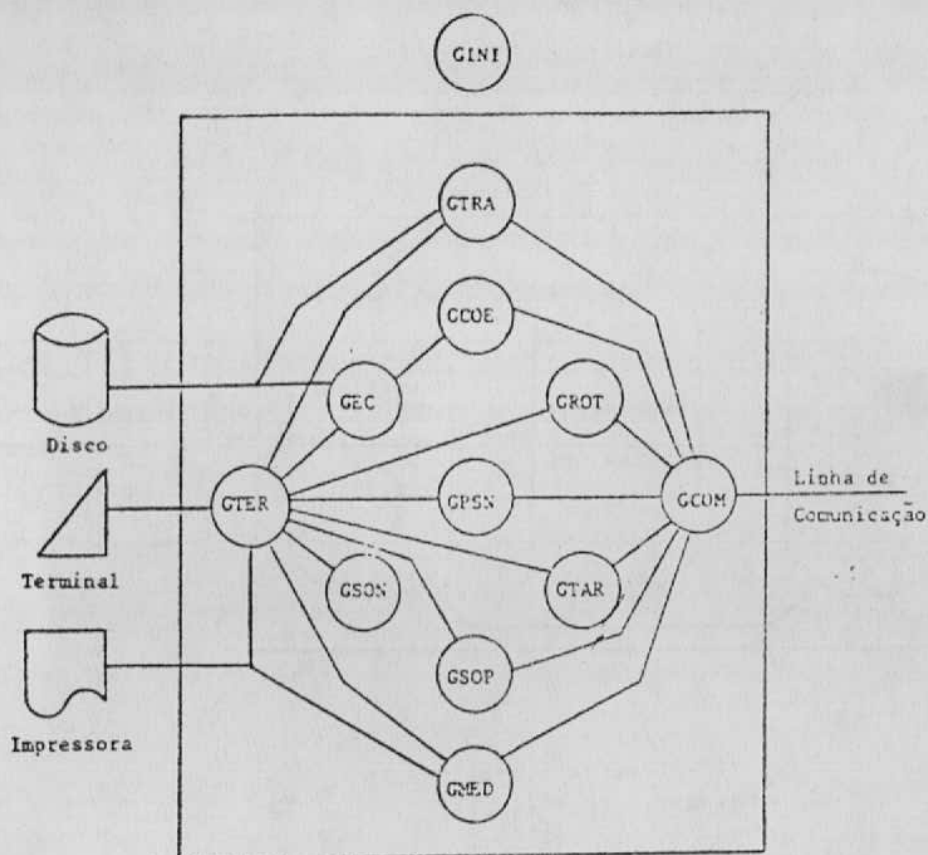 GINI
GTRA
GCOE
GEC
GROT
Disco
GTER
GPSN
GCOM
Linha de
Comunicação
Terminal
GSON
GTAR
GSOP
Impressora
GMED